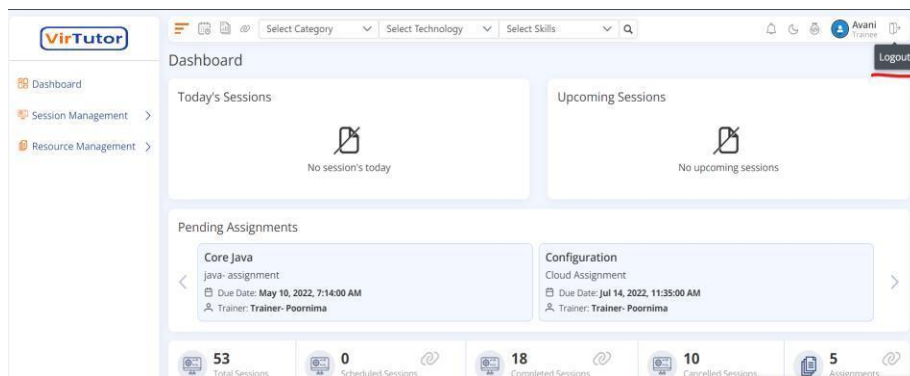 VirTutor
Select Category Select Technology Select Skills
Avani
Trainee
Logout
Dashboard
Dashboard
Session Management
Resource Management
Today's Sessions
No session's today
Upcoming Sessions
No upcoming sessions
Pending Assignments
Core Java
java- assignment
Due Date: May 10, 2022, 7:14:00 AM
Trainer: Trainer- Poornima
Configuration
Cloud Assignment
Due Date: Jul 14, 2022, 11:35:00 AM
Trainer: Trainer- Poornima
53
Total Sessions
0
Scheduled Sessions
18
Completed Sessions
10
Cancelled Sessions
5
Assignments